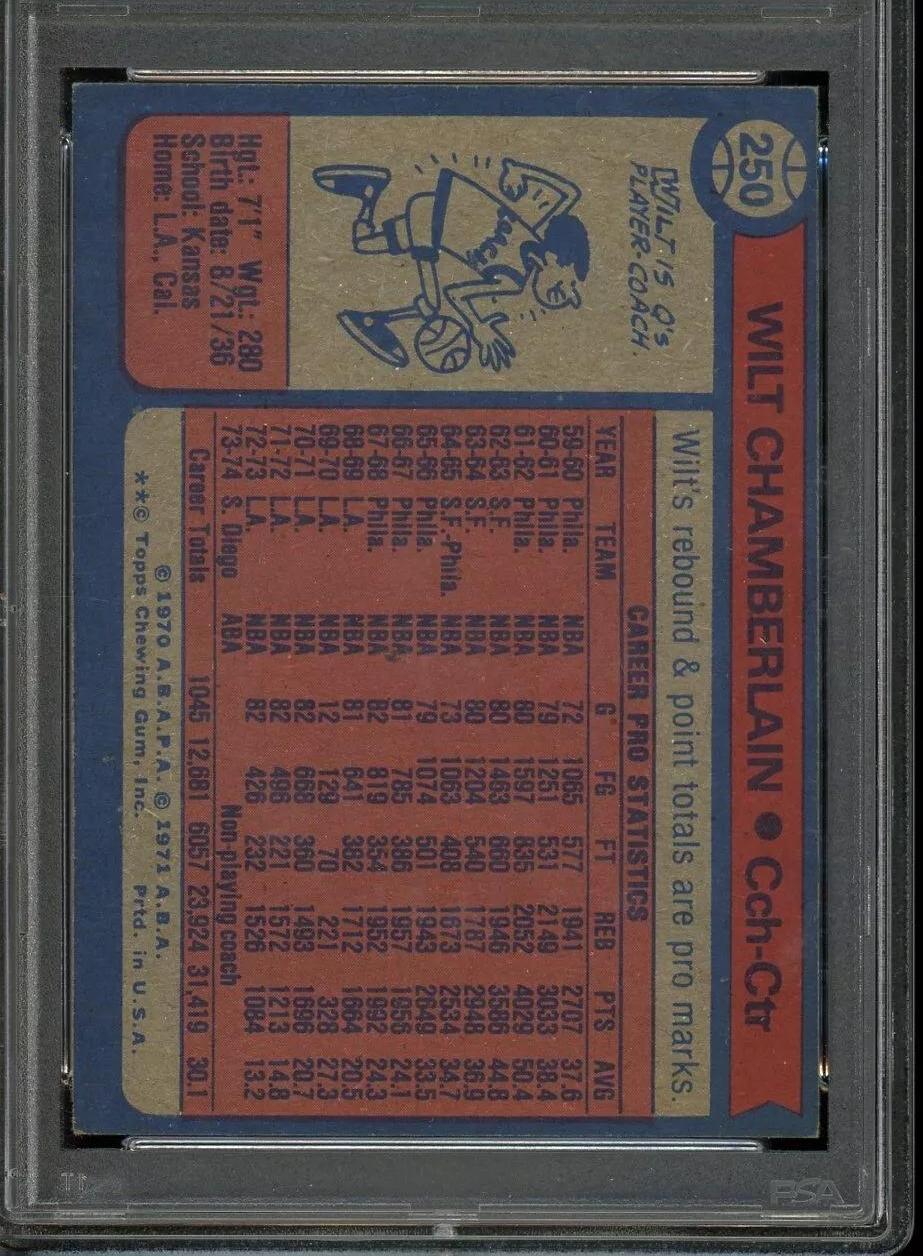 250
WILT CHAMBERLAIN • Cch-Ctr
WILT IS Q's
PLAYER-COACH.
Hgt.: 7'1" Wgt.: 280
Birth date: 8/21/36
School: Kansas
Home: L.A., Cal.
Wilt's rebound & point totals are pro marks.
CAREER PRO STATISTICS
YEAR TEAM G FG FT REB PTS AVG
59-60 Phila. NBA 72 1065 577 1941 2707 37.6
60-61 Phila. NBA 79 1251 531 2149 3033 38.4
61-62 Phila. NBA 80 1597 835 2052 4029 50.4
62-63 S.F. NBA 80 1463 660 1946 3586 44.8
63-64 S.F. NBA 80 1204 540 1787 2948 36.9
64-65 S.F.-Phila. NBA 73 1063 408 1673 2534 34.7
65-66 Phila. NBA 79 1074 501 1943 2649 33.5
66-67 Phila. NBA 81 785 386 1957 1956 24.1
67-68 Phila. NBA 82 819 354 1952 1992 24.3
68-69 L.A. NBA 81 641 382 1712 1664 20.5
69-70 L.A. NBA 12 129 70 221 328 27.3
70-71 L.A. NBA 82 668 360 1493 1696 20.7
71-72 L.A. NBA 82 496 221 1572 1213 14.8
72-73 L.A. NBA 82 426 232 1526 1084 13.2
73-74 S. Diego ABA Non-playing coach
Career Totals 1045 12,681 6057 23,924 31,419 30.1
© 1970 A.B.A.P.A. © 1971 A.B.A.
**© Topps Chewing Gum, Inc. Prtd. in U.S.A.
PSA